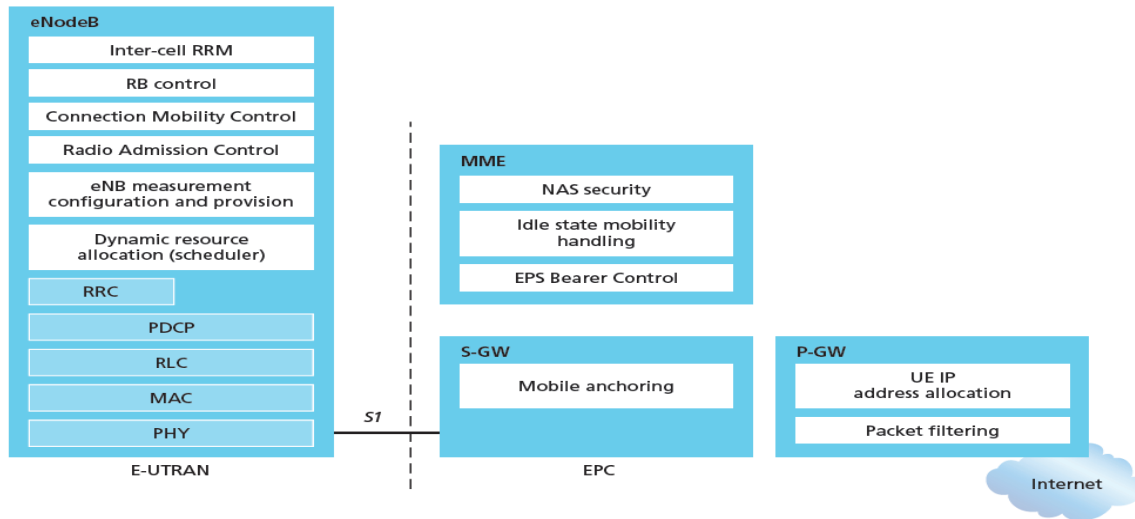 eNodeB
Inter-cell RRM
RB control
Connection Mobility Control
Radio Admission Control
eNB measurement
configuration and provision
Dynamic resource
allocation (scheduler)
RRC
PDCP
RLC
MAC
PHY
E-UTRAN
S1
MME
NAS security
Idle state mobility
handling
EPS Bearer Control
S-GW
Mobile anchoring
EPC
P-GW
UE IP
address allocation
Packet filtering
Internet